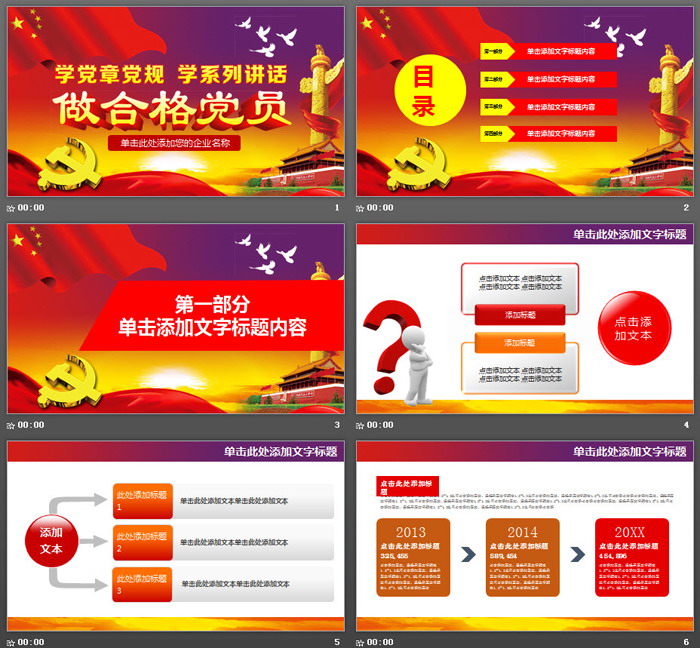 学党章党规 学系列讲话
做合格党员
单击此处添加您的企业名称
00:00
1
目录
第一部分
单击添加文字标题内容
第二部分
单击添加文字标题内容
第三部分
单击添加文字标题内容
第四部分
单击添加文字标题内容
00:00
2
第一部分
单击添加文字标题内容
00:00
3
单击此处添加文字标题
点击添加文本 点击添加文本
点击添加文本 点击添加文本
添加标题
添加标题
点击添加文本 点击添加文本
点击添加文本 点击添加文本
点击添
加文本
00:00
4
单击此处添加文字标题
添加
文本
此处添加标题
1
单击此处添加文本单击此处添加文本
此处添加标题
2
单击此处添加文本单击此处添加文本
此处添加标题
3
单击此处添加文本单击此处添加文本
00:00
5
单击此处添加文字标题
点击此处添加标
题
2013
点击此处添加标题
325,455
2014
点击此处添加标题
589,454
20XX
点击此处添加标题
454,896
00:00
6